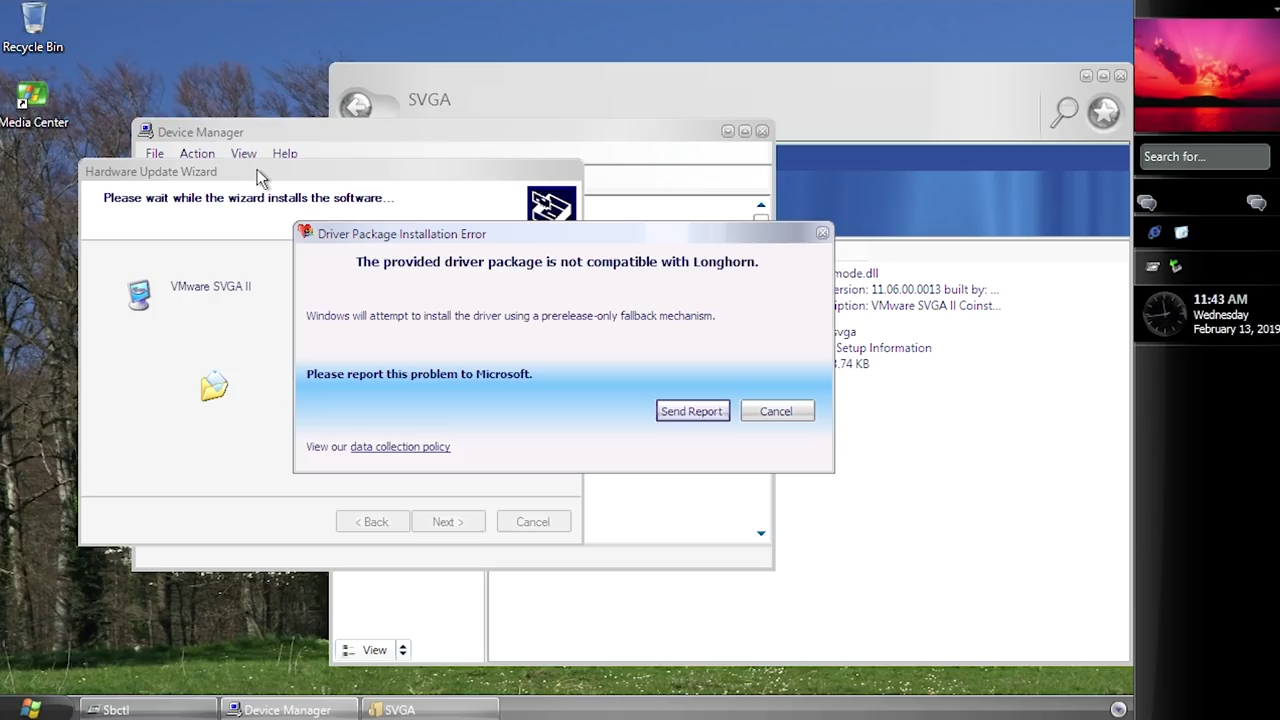 Recycle Bin
Media Center
SVGA
Device Manager
File Action View Help
Hardware Update Wizard
Please wait while the wizard installs the software...
VMware SVGA II
< Back
Next >
Cancel
Driver Package Installation Error
The provided driver package is not compatible with Longhorn.
Windows will attempt to install the driver using a prerelease-only fallback mechanism.
Please report this problem to Microsoft.
Send Report
Cancel
View our data collection policy
mode.dll
ersion: 11.06.00.0013 built by: ...
iption: VMware SVGA II Coinst...
svga
Setup Information
3.74 KB
View
Search for...
11:43 AM
Wednesday
February 13, 2019
Sbctl
Device Manager
SVGA